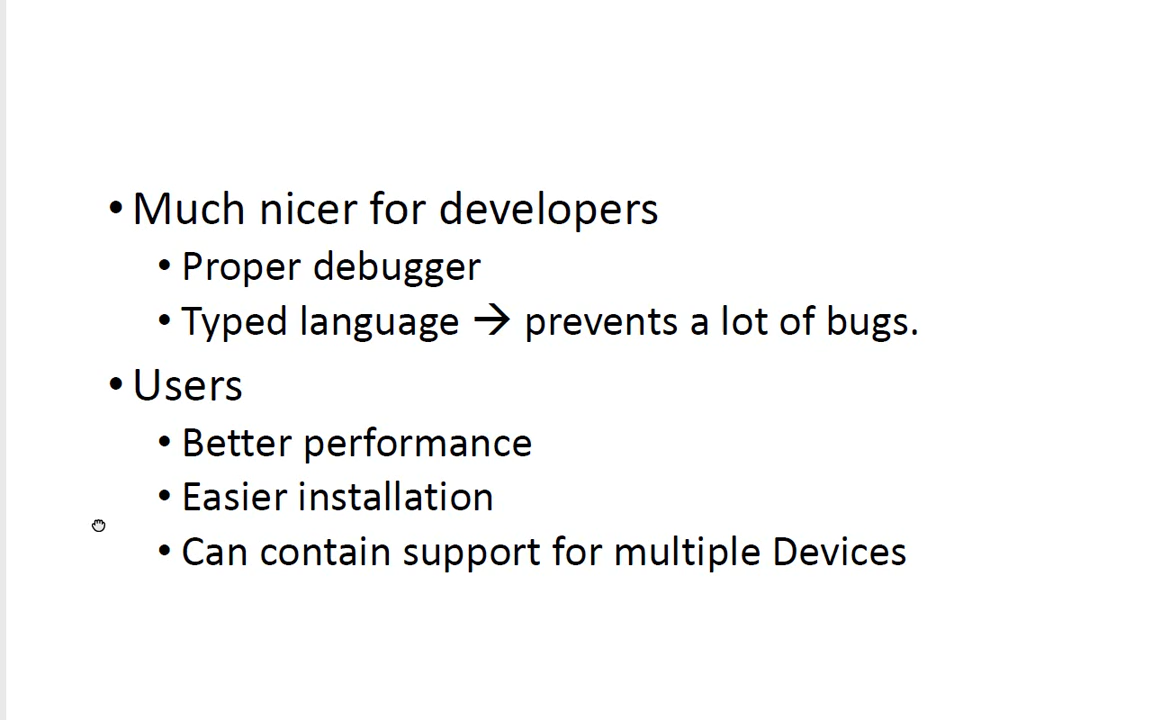 • Much nicer for developers
• Proper debugger
• Typed language → prevents a lot of bugs.
• Users
• Better performance
• Easier installation
• Can contain support for multiple Devices